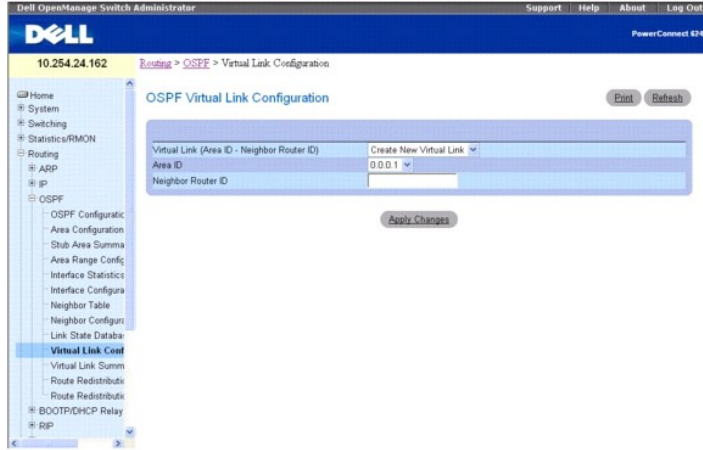 Dell OpenManage Switch Administrator
Support Help About Log Out
DELL
PowerConnect 624
10.254.24.162
Routing > OSPF > Virtual Link Configuration
Home
System
Switching
Statistics/RMON
Routing
ARP
IP
OSPF
OSPF Configuratic
Area Configuration
Stub Area Summa
Area Range Config
Interface Statistics
Interface Configura
Neighbor Table
Neighbor Configura
Link State Databa
Virtual Link Conf
Virtual Link Summ
Route Redistributic
Route Redistributic
BOOTP/DHCP Relay
RIP
OSPF Virtual Link Configuration
Print Refresh
Virtual Link (Area ID - Neighbor Router ID) Create New Virtual Link
Area ID 0.0.0.1
Neighbor Router ID
Apply Changes